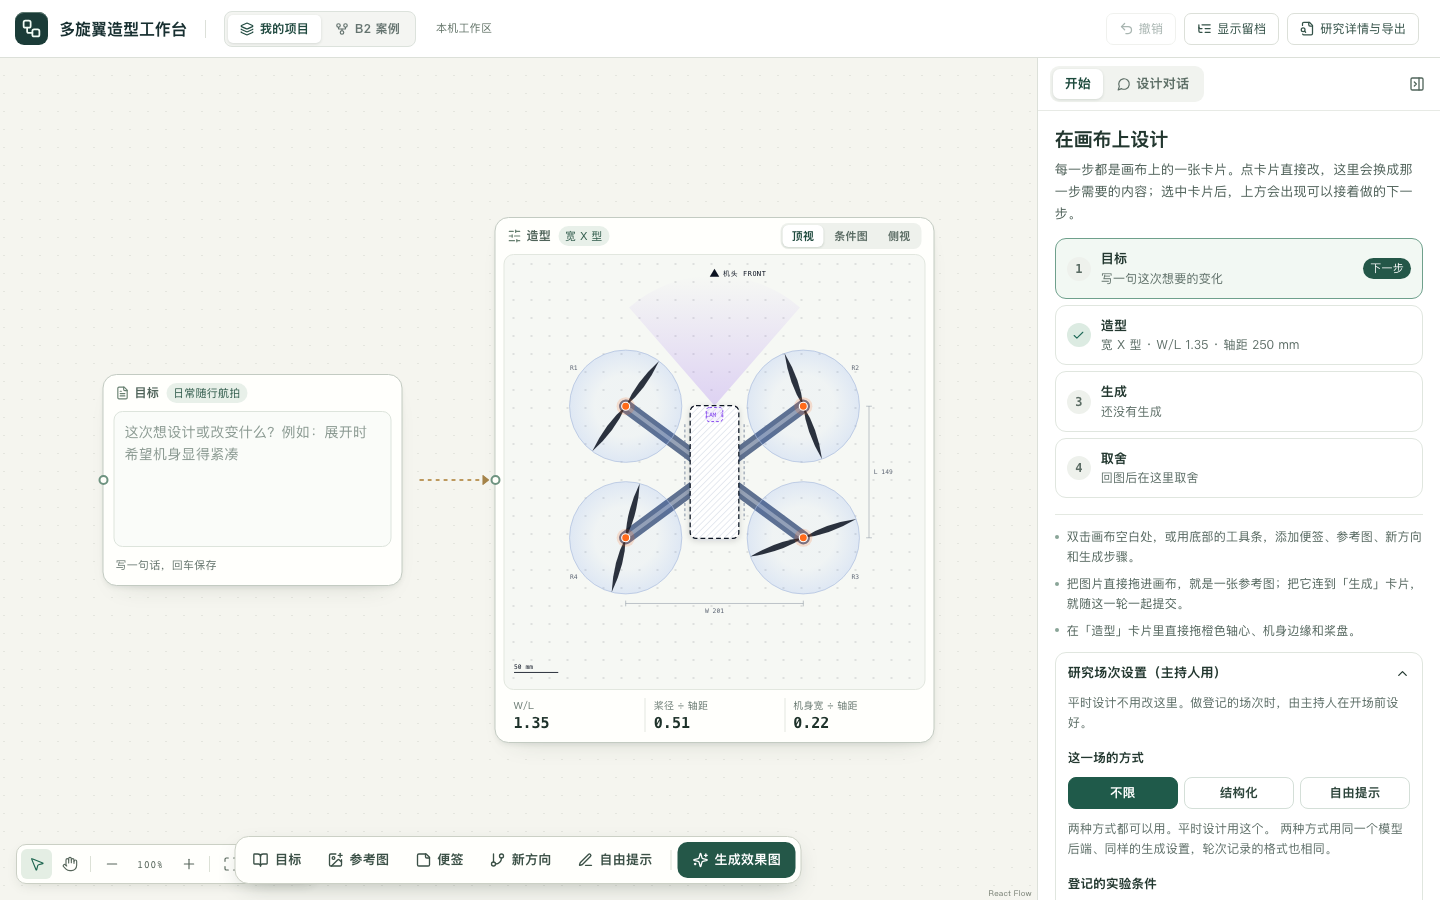 多旋翼造型工作台
我的项目
B2 案例
本机工作区
撤销
显示留档
研究详情与导出
目标
日常随行航拍
这次想设计或改变什么？例如：展开时
希望机身显得紧凑
写一句话，回车保存
造型
宽 X 型
顶视
条件图
侧视
机头 FRONT
R1
R2
L 149
R4
R3
W 201
50 mm
W/L
1.35
桨径 ÷ 轴距
0.51
机身宽 ÷ 轴距
0.22
100%
目标
参考图
便签
新方向
自由提示
生成效果图
React Flow
开始
设计对话
在画布上设计
每一步都是画布上的一张卡片。点卡片直接改，这里会换成那
一步需要的内容；选中卡片后，上方会出现可以接着做的下一
步。
1
目标
写一句这次想要的变化
下一步
造型
宽 X 型 · W/L 1.35 · 轴距 250 mm
3
生成
还没有生成
4
取舍
回图后在这里取舍
双击画布空白处，或用底部的工具条，添加便签、参考图、新方向
和生成步骤。
把图片直接拖进画布，就是一张参考图；把它连到「生成」卡片，
就随这一轮一起提交。
在「造型」卡片里直接拖橙色轴心、机身边缘和桨盘。
研究场次设置（主持人用）
平时设计不用改这里。做登记的场次时，由主持人在开场前设
好。
这一场的方式
不限
结构化
自由提示
两种方式都可以用。平时设计用这个。 两种方式用同一个模型
后端、同样的生成设置，轮次记录的格式也相同。
登记的实验条件